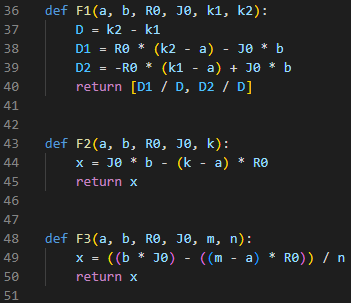 36 def F1(a, b, R0, J0, k1, k2):
37     D = k2 - k1
38     D1 = R0 * (k2 - a) - J0 * b
39     D2 = -R0 * (k1 - a) + J0 * b
40     return [D1 / D, D2 / D]
41
42
43 def F2(a, b, R0, J0, k):
44     x = J0 * b - (k - a) * R0
45     return x
46
47
48 def F3(a, b, R0, J0, m, n):
49     x = ((b * J0) - ((m - a) * R0)) / n
50     return x
51